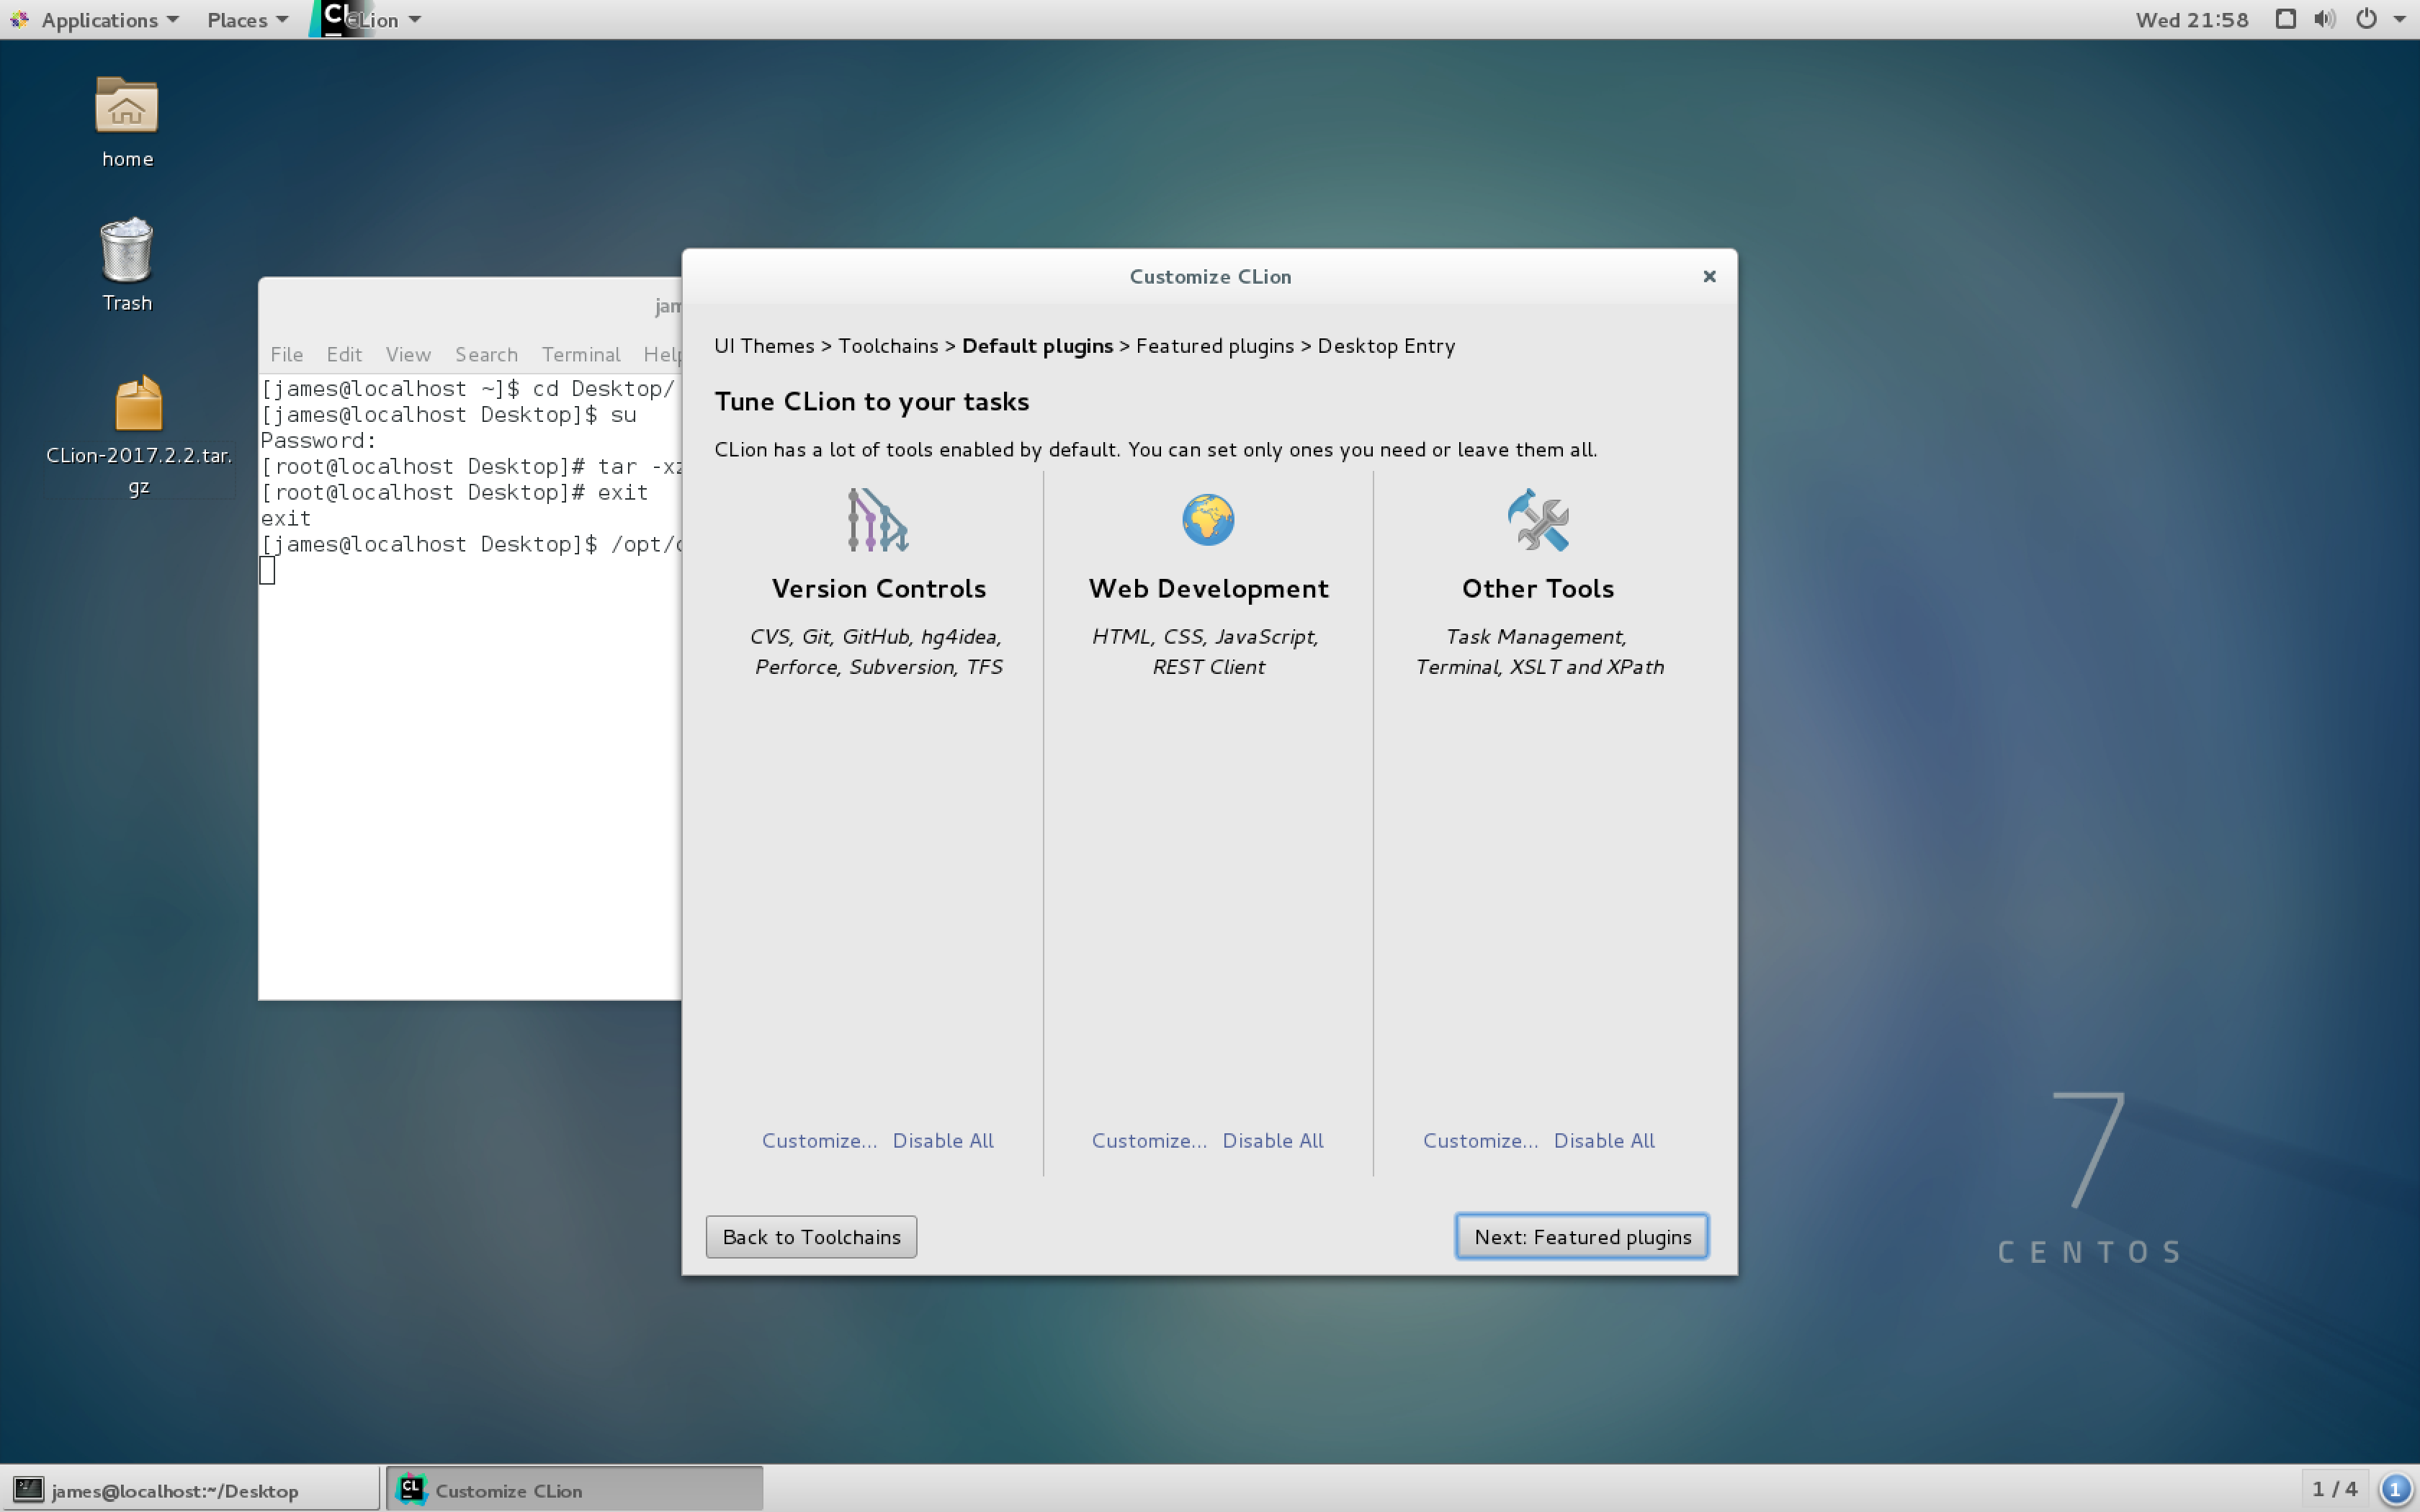 Applications
Places
CLion
Wed 21:58
home
Trash
CLion-2017.2.2.tar.
gz
File Edit View Search Terminal Help
[james@localhost ~]$ cd Desktop/
[james@localhost Desktop]$ su
Password:
[root@localhost Desktop]# tar
[root@localhost Desktop]# exit
exit
[james@localhost Desktop]$
Customize CLion
UI Themes > Toolchains > Default plugins > Featured plugins > Desktop Entry
Tune CLion to your tasks
CLion has a lot of tools enabled by default. You can set only ones you need or leave them all.
Version Controls
CVS, Git, GitHub, hg4idea,
Perforce, Subversion, TFS
Customize... Disable All
Web Development
HTML, CSS, JavaScript,
REST Client
Customize... Disable All
Other Tools
Task Management,
Terminal, XSLT and XPath
Customize... Disable All
Back to Toolchains
Next: Featured plugins
7
CENTOS
james@localhost:~/Desktop
CL
Customize CLion
1 / 4
1